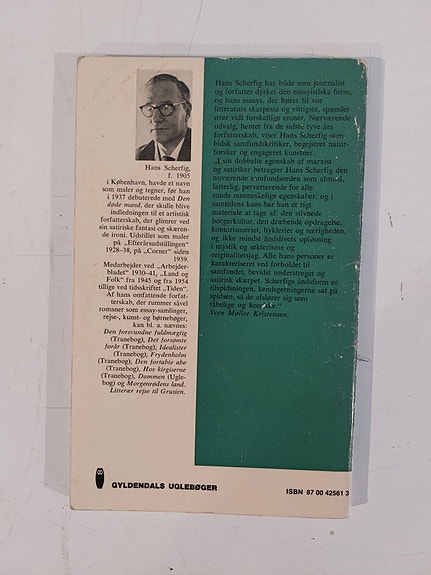 Hans Scherfig,
f. 1905
i København, havde et navn
som maler og tegner, før han
i 1937 debuterede med Den
døde mand, der skulle blive
indledningen til et artistisk
forfatterskab, der glimrer ved
sin satiriske fantasi og skæren-
de ironi. Udstillet som maler
på „Efterårsudstillingen“
1928-38, på „Corner“ siden
1939.
Medarbejder ved „Arbejder-
bladet“ 1930-41, „Land og
Folk“ fra 1945 og fra 1954
tillige ved tidsskriftet „Tiden“.
Af hans omfattende forfat-
terskab, der rummer såvel
romaner som essay-samlinger,
rejse-, kunst- og børnebøger,
kan bl. a. nævnes:
Den forsvundne fuldmægtig
(Tranebog), Det forsømte
forår (Tranebog), Idealister
(Tranebog), Frydenholm
(Tranebog), Den fortabte abe
(Tranebog), Hos kirgiserne
(Tranebog), Dammen (Ugle-
bog) og Morgenrødens land.
Litterær rejse til Grusien.
Hans Scherfig har både som journalist
og forfatter dyrket den essayistiske form,
og hans essays, der hører til vor
litteraturs skarpeste og vittigste, spænder
over vidt forskellige emner. Nærværende
udvalg, hentet fra de sidste tyve års
forfatterskab, viser Hans Scherfig som
bidsk samfundskritiker, begejstret natur-
forsker og engageret kunstner.
„I sin dobbelte egenskab af marxist
og satiriker betragter Hans Scherfig den
nuværende samfundsorden som absurd,
latterlig, perverterende for alle
sunde menneskelige egenskaber, og i
samtidens kaos har han et rigt
materiale at tage af: den stivnede
borgerkultur, den dræbende opdragelse,
kontorusseriet, hykleriet og nærigheden,
og ikke mindst åndslivets opløsning
i mystik og sekterisme og
originalitetsjag. Alle hans personer er
karakteriseret ved forholdet til
samfundet, bevidst understreget og
satirisk skærpet. Scherfigs åndsform er
tilspidsningen, kendsgerningerne sat på
spidsen, så de afslører sig som
tåbelige og komiske.“
Sven Møller Kristensen.
GYLDENDALS UGLEBØGER
ISBN 87 00 42561 3